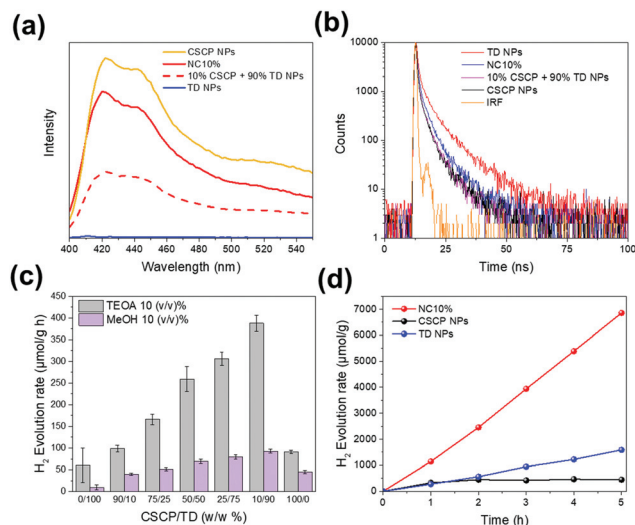 (a)
CSCP NPs
NC10%
10% CSCP + 90% TD NPs
TD NPs
Intensity
400 420 440 460 480 500 520 540
Wavelength (nm)
(b)
10000
1000
100
10
1
Counts
TD NPs
NC10%
10% CSCP + 90% TD NPs
CSCP NPs
IRF
0 25 50 75 100
Time (ns)
(c)
450
400
350
300
250
200
150
100
50
0
H2 Evolution rate (μmol/g h)
TEOA 10 (v/v)%
MeOH 10 (v/v)%
0/100 90/10 75/25 50/50 25/75 10/90 100/0
CSCP/TD (w/w %)
(d)
7000
6000
5000
4000
3000
2000
1000
0
H2 Evolution rate (μmol/g)
NC10%
CSCP NPs
TD NPs
0 1 2 3 4 5
Time (h)